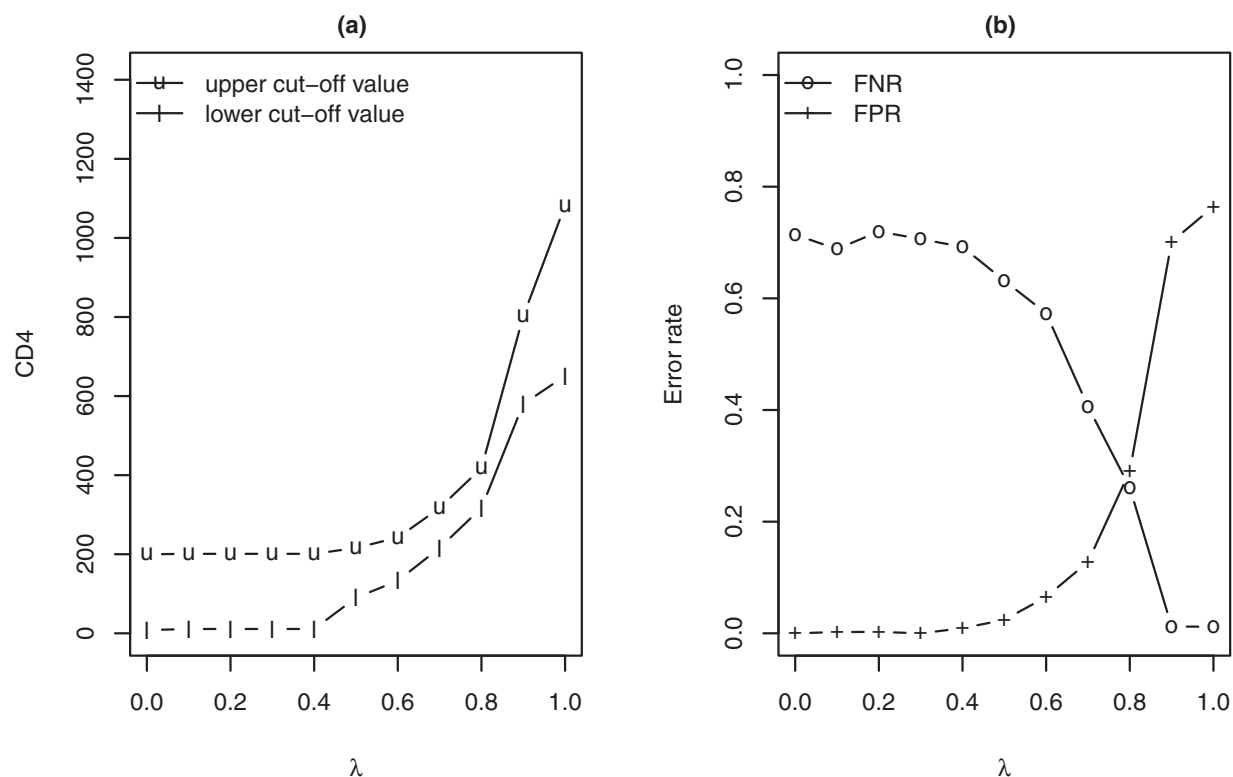 (a)
CD4
1400
1200
1000
800
600
400
200
0
u upper cut−off value
l lower cut−off value
0.0 0.2 0.4 0.6 0.8 1.0
λ
(b)
Error rate
1.0
0.8
0.6
0.4
0.2
0.0
o FNR
+ FPR
0.0 0.2 0.4 0.6 0.8 1.0
λ